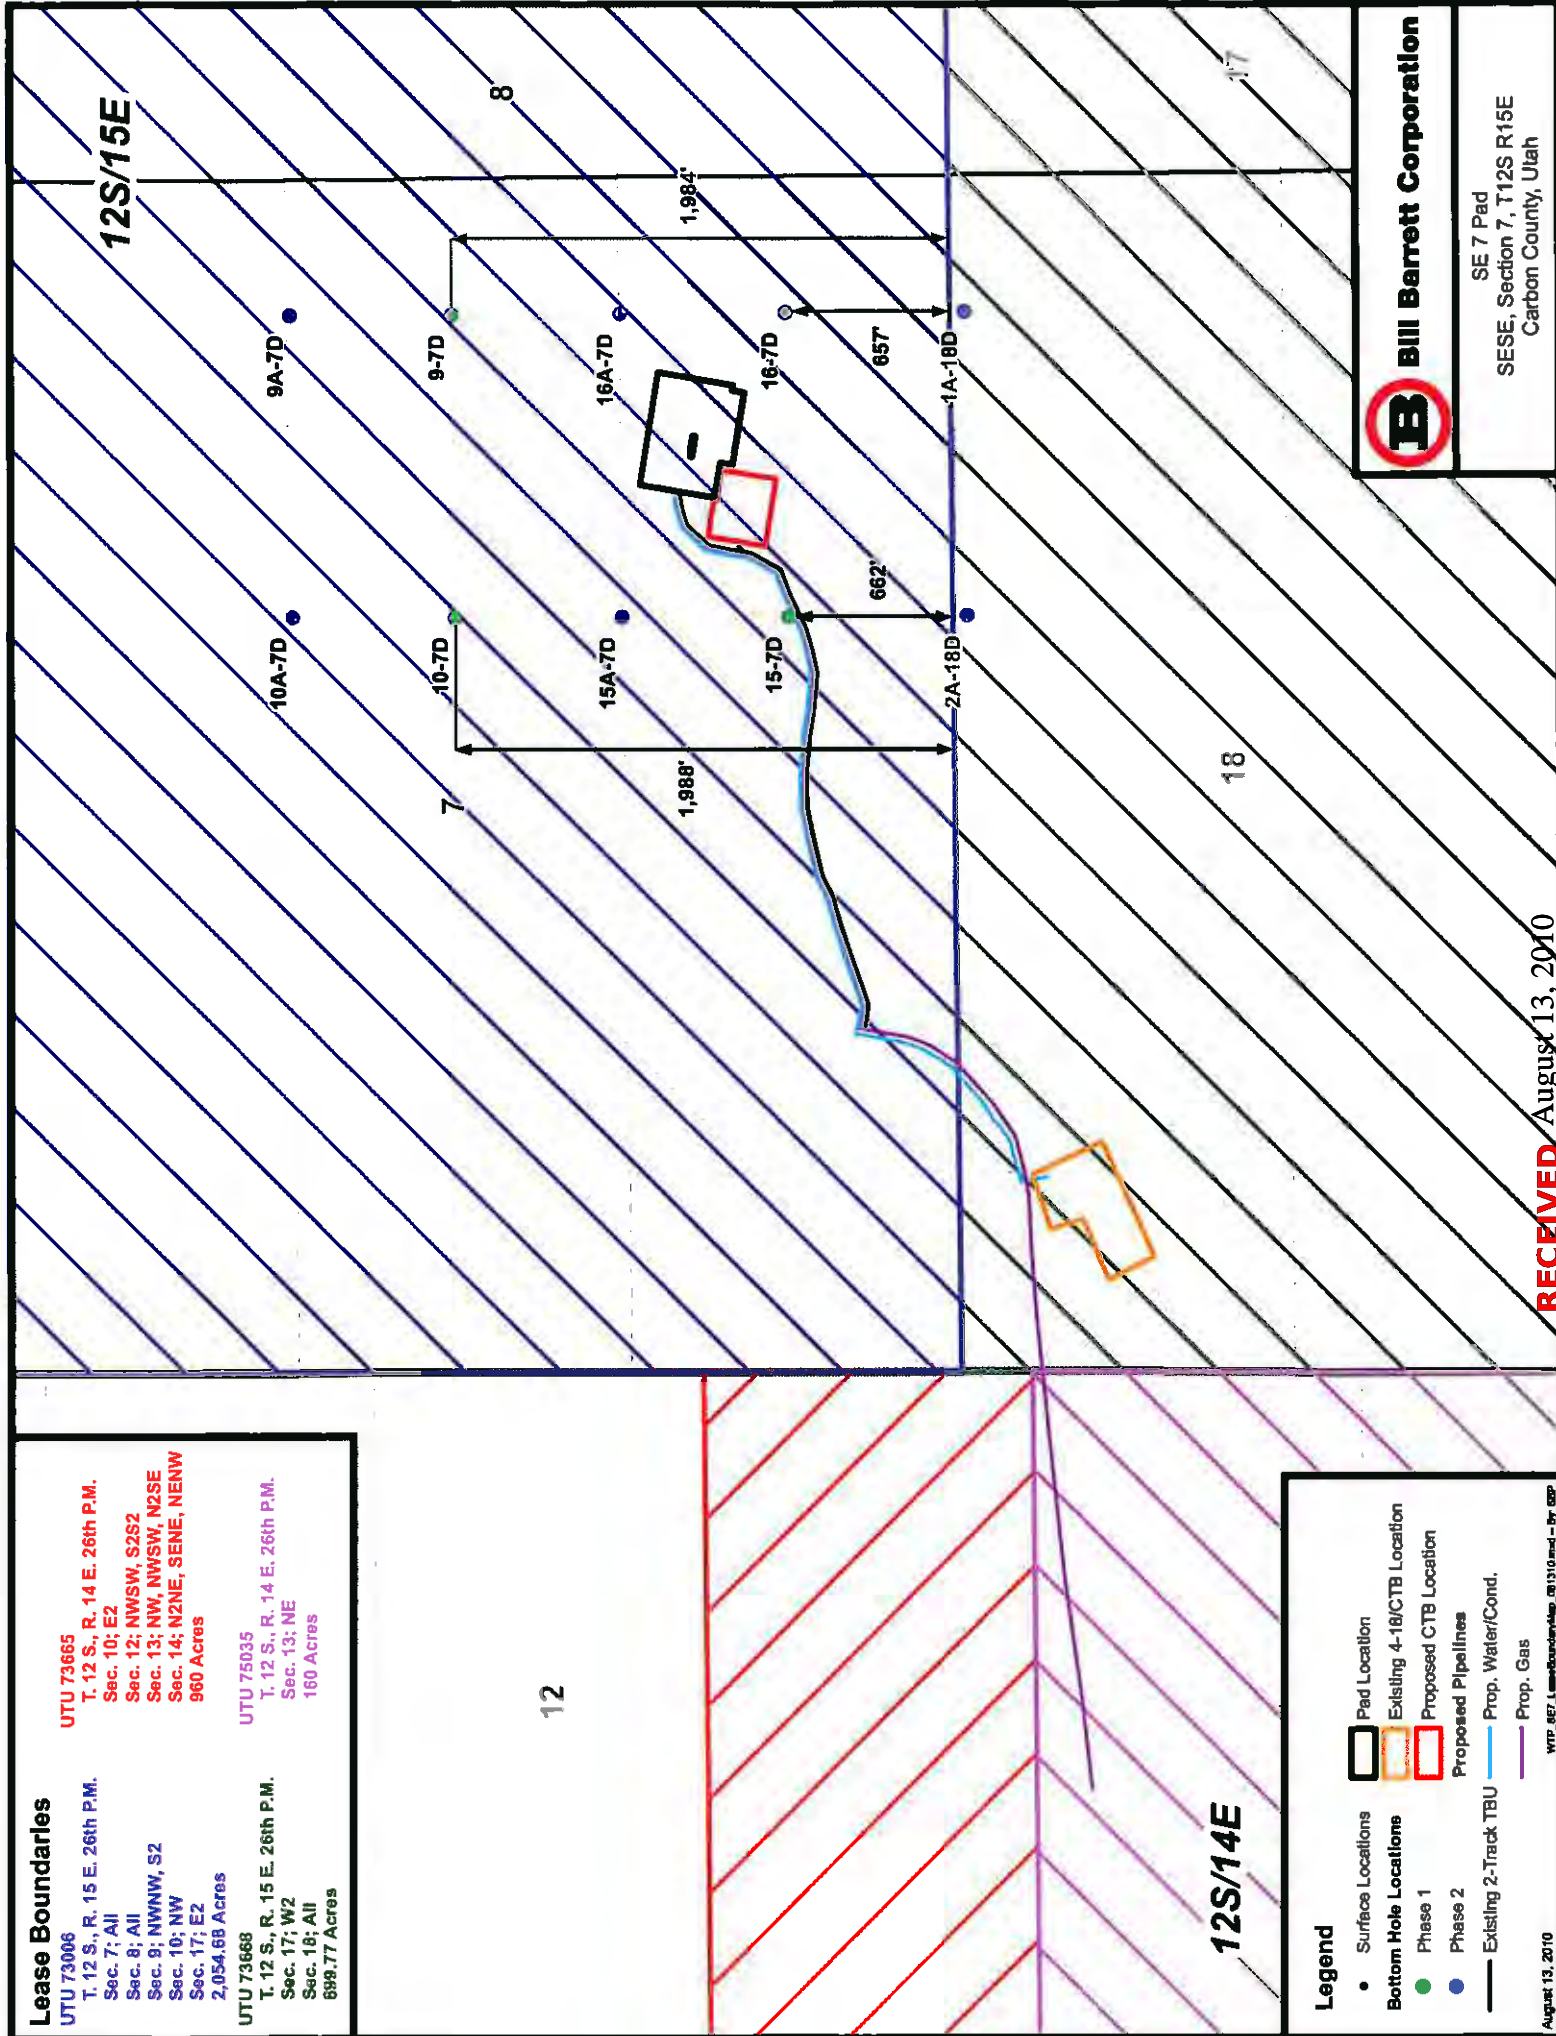 Lease Boundaries
UTU 73006
T. 12 S., R. 15 E. 26th P.M.
Sec. 7; All
Sec. 8; All
Sec. 9; NWNW, S2
Sec. 10; NW
Sec. 17; E2
2,054.68 Acres
UTU 73668
T. 12 S., R. 15 E. 26th P.M.
Sec. 17; W2
Sec. 18; All
699.77 Acres
UTU 73665
T. 12 S., R. 14 E. 26th P.M.
Sec. 10; E2
Sec. 12; NWSW, S2S2
Sec. 13; NW, NWSW, N2SE
Sec. 14; N2NE, SENE, NENW
960 Acres
UTU 75035
T. 12 S., R. 14 E. 26th P.M.
Sec. 13; NE
160 Acres
12S/15E
10A-7D
9A-7D
8
7
10-7D
9-7D
12
15A-7D
16A-7D
1,988'
1,984'
15-7D
16-7D
662'
657'
2A-18D
1A-18D
12S/14E
18
17
Legend
Surface Locations
Bottom Hole Locations
Phase 1
Phase 2
Existing 2-Track TBU
Pad Location
Existing 4-18/CTB Location
Proposed CTB Location
Proposed Pipelines
Prop. Water/Cond.
Prop. Gas
B Bill Barrett Corporation
SE 7 Pad
SESE, Section 7, T12S R15E
Carbon County, Utah
August 13, 2010
RECEIVED August 13, 2010